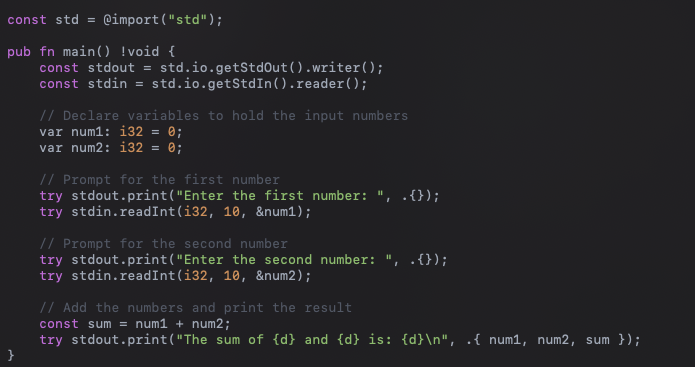 const std = @import("std");

pub fn main() !void {
    const stdout = std.io.getStdOut().writer();
    const stdin = std.io.getStdIn().reader();

    // Declare variables to hold the input numbers
    var num1: i32 = 0;
    var num2: i32 = 0;

    // Prompt for the first number
    try stdout.print("Enter the first number: ", .{});
    try stdin.readInt(i32, 10, &num1);

    // Prompt for the second number
    try stdout.print("Enter the second number: ", .{});
    try stdin.readInt(i32, 10, &num2);

    // Add the numbers and print the result
    const sum = num1 + num2;
    try stdout.print("The sum of {d} and {d} is: {d}\n", .{ num1, num2, sum });
}